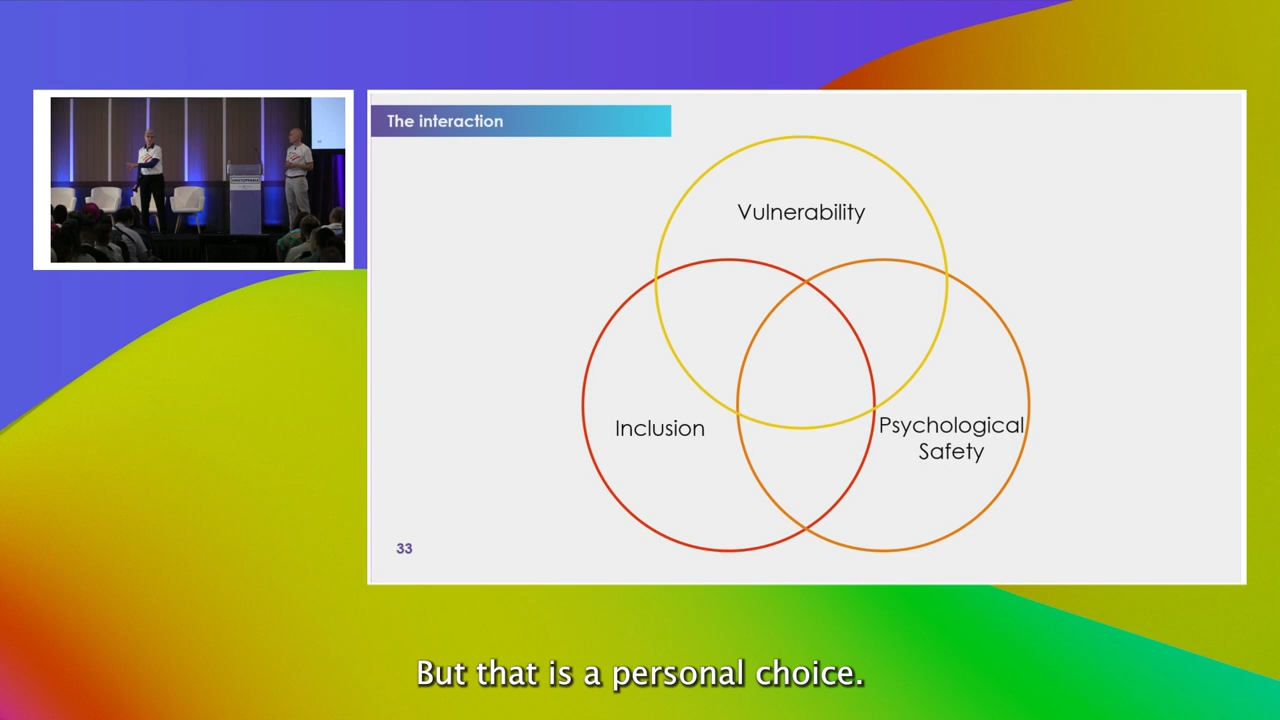 The interaction
Vulnerability
Inclusion
Psychological
Safety
33
But that is a personal choice.